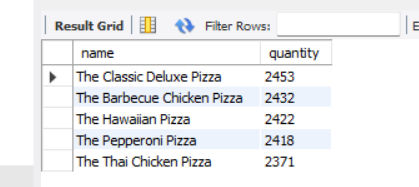 Result Grid Filter Rows: E
name quantity
The Classic Deluxe Pizza 2453
The Barbecue Chicken Pizza 2432
The Hawaiian Pizza 2422
The Pepperoni Pizza 2418
The Thai Chicken Pizza 2371